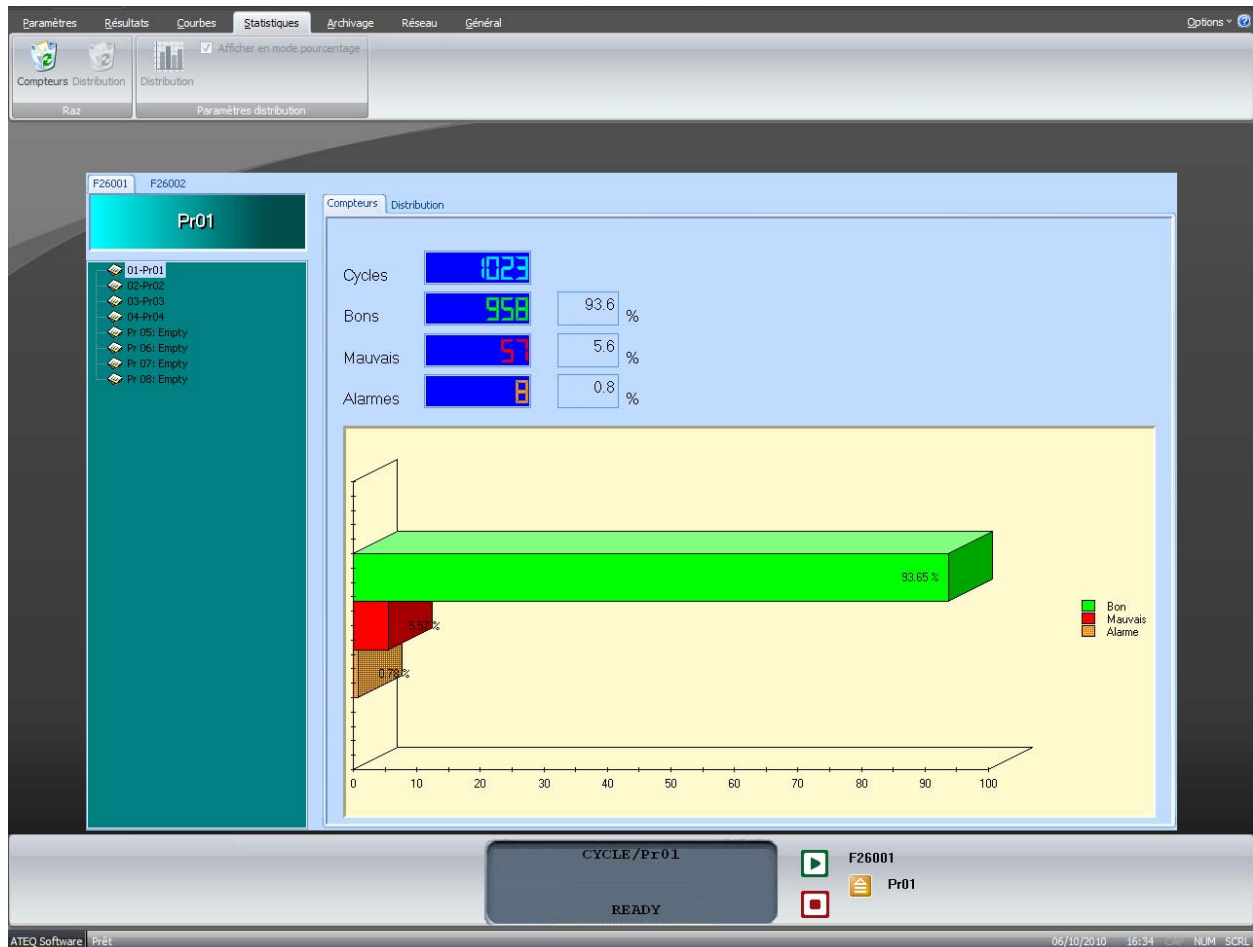 Paramètres Résultats Courbes Statistiques Archivage Réseau Général Options
Afficher en mode pourcentage
Compteurs Distribution Distribution
Raz Paramètres distribution
F26001 F26002
Pr01
Compteurs Distribution
01-Pr01
02-Pr02
03-Pr03
04-Pr04
Pr 05: Empty
Pr 06: Empty
Pr 07: Empty
Pr 08: Empty
Cycles 1023
Bons 958 93.6 %
Mauvais 57 5.6 %
Alarmes 8 0.8 %
93.65 %
5.57 %
0.78 %
Bon
Mauvais
Alarme
0 10 20 30 40 50 60 70 80 90 100
CYCLE/Pr01
READY
F26001
Pr01
ATEQ Software Prêt 06/10/2010 16:34 CAP NUM SCRL